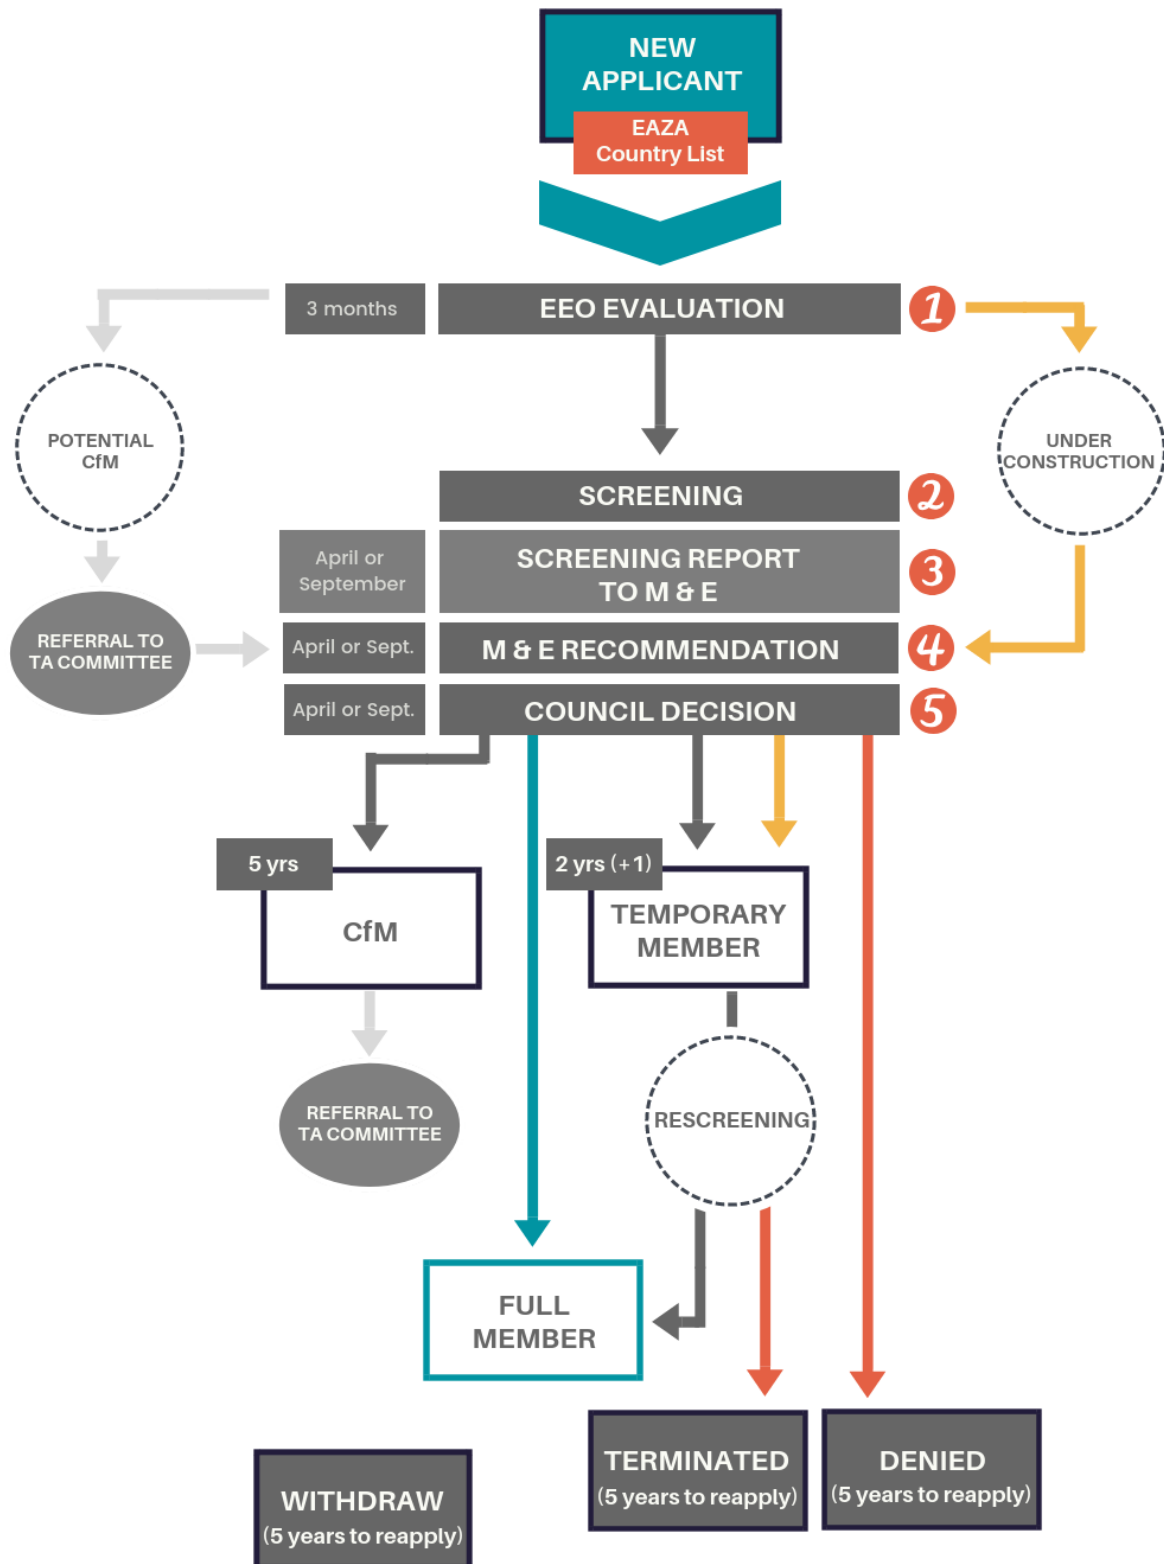 NEW
APPLICANT
EAZA
Country List
3 months
EEO EVALUATION
1
POTENTIAL
CfM
UNDER
CONSTRUCTION
SCREENING
2
April or
September
SCREENING REPORT
TO M & E
3
REFERRAL TO
TA COMMITTEE
April or Sept.
M & E RECOMMENDATION
4
April or Sept.
COUNCIL DECISION
5
5 yrs
CfM
2 yrs (+1)
TEMPORARY
MEMBER
REFERRAL TO
TA COMMITTEE
RESCREENING
FULL
MEMBER
WITHDRAW
(5 years to reapply)
TERMINATED
(5 years to reapply)
DENIED
(5 years to reapply)